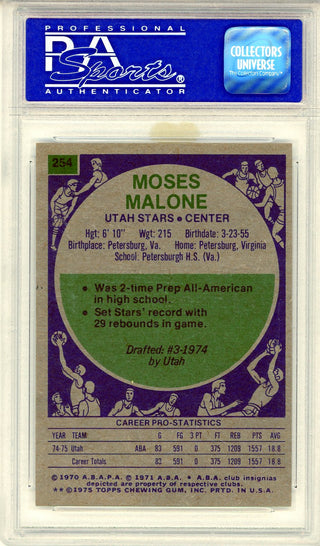 PROFESSIONAL
PSA
Sports
®
AUTHENTICATOR
COLLECTORS
UNIVERSE
The Collectors Company™
254
MOSES
MALONE
UTAH STARS • CENTER
Hgt: 6' 10" Wgt: 215 Birthdate: 3-23-55
Birthplace: Petersburg, Va. Home: Petersburg, Virginia
School: Petersburgh H.S. (Va.)
• Was 2-time Prep All-American
in high school.
• Set Stars' record with
29 rebounds in game.
Drafted: #3-1974
by Utah
CAREER PRO-STATISTICS
YEAR TEAM G FG 3 PT FT REB PTS AVG
74-75 Utah ABA 83 591 0 375 1209 1557 18.8
Career Totals 83 591 0 375 1209 1557 18.8
© 1970 A.B.A.P.A. © 1971 A.B.A. ABA club insignias
depicted are property of respective clubs.
** © 1975 TOPPS CHEWING GUM, INC. PRTD. IN U.S.A.